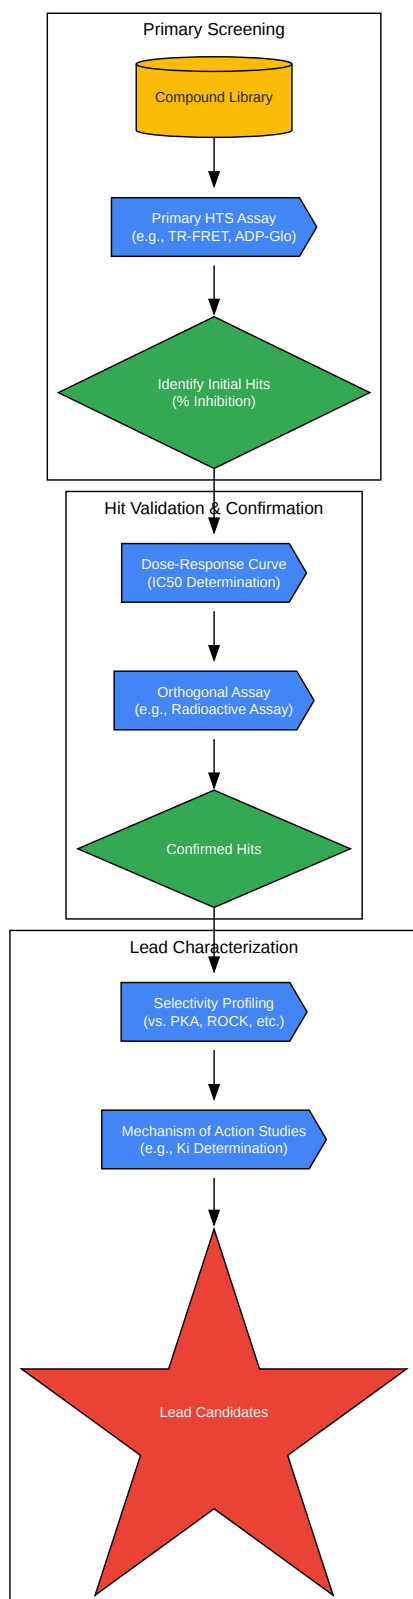 Primary Screening
Compound Library
Primary HTS Assay
(e.g., TR-FRET, ADP-Glo)
Identify Initial Hits
(% Inhibition)
Hit Validation & Confirmation
Dose-Response Curve
(IC50 Determination)
Orthogonal Assay
(e.g., Radioactive Assay)
Confirmed Hits
Lead Characterization
Selectivity Profiling
(vs. PKA, ROCK, etc.)
Mechanism of Action Studies
(e.g., Ki Determination)
Lead Candidates